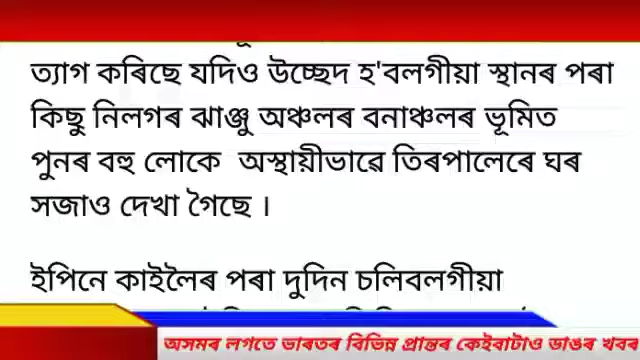 ত্যাগ কৰিছে যদিও উচ্ছেদ হ'বলগীয়া স্থানৰ পৰা
কিছু নিলগৰ ঝাঞ্জু অঞ্চলৰ বনাঞ্চলৰ ভূমিত
পুনৰ বহু লোকে অস্থায়ীভাৱে তিৰপালেৰে ঘৰ
সজাও দেখা গৈছে ।
ইপিনে কাইলৈৰ পৰা দুদিন চলিবলগীয়া
অসমৰ লগতে ভাৰতৰ বিভিন্ন প্ৰান্তৰ কেইবাটাও ডাঙৰ খবৰ